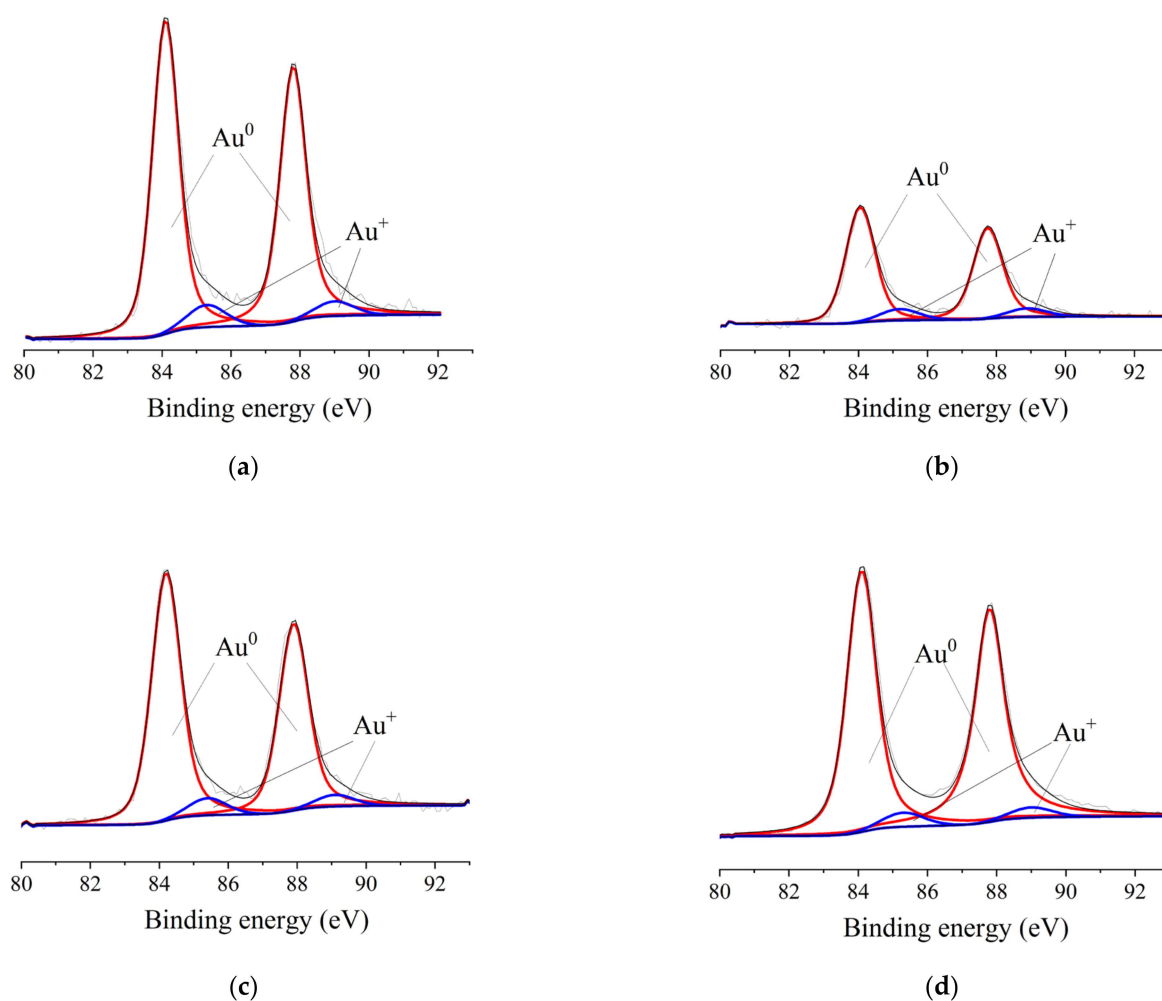 Au⁰
Au⁺
80 82 84 86 88 90 92
Binding energy (eV)
(a)
Au⁰
Au⁺
80 82 84 86 88 90 92
Binding energy (eV)
(b)
Au⁰
Au⁺
80 82 84 86 88 90 92
Binding energy (eV)
(c)
Au⁰
Au⁺
80 82 84 86 88 90 92
Binding energy (eV)
(d)